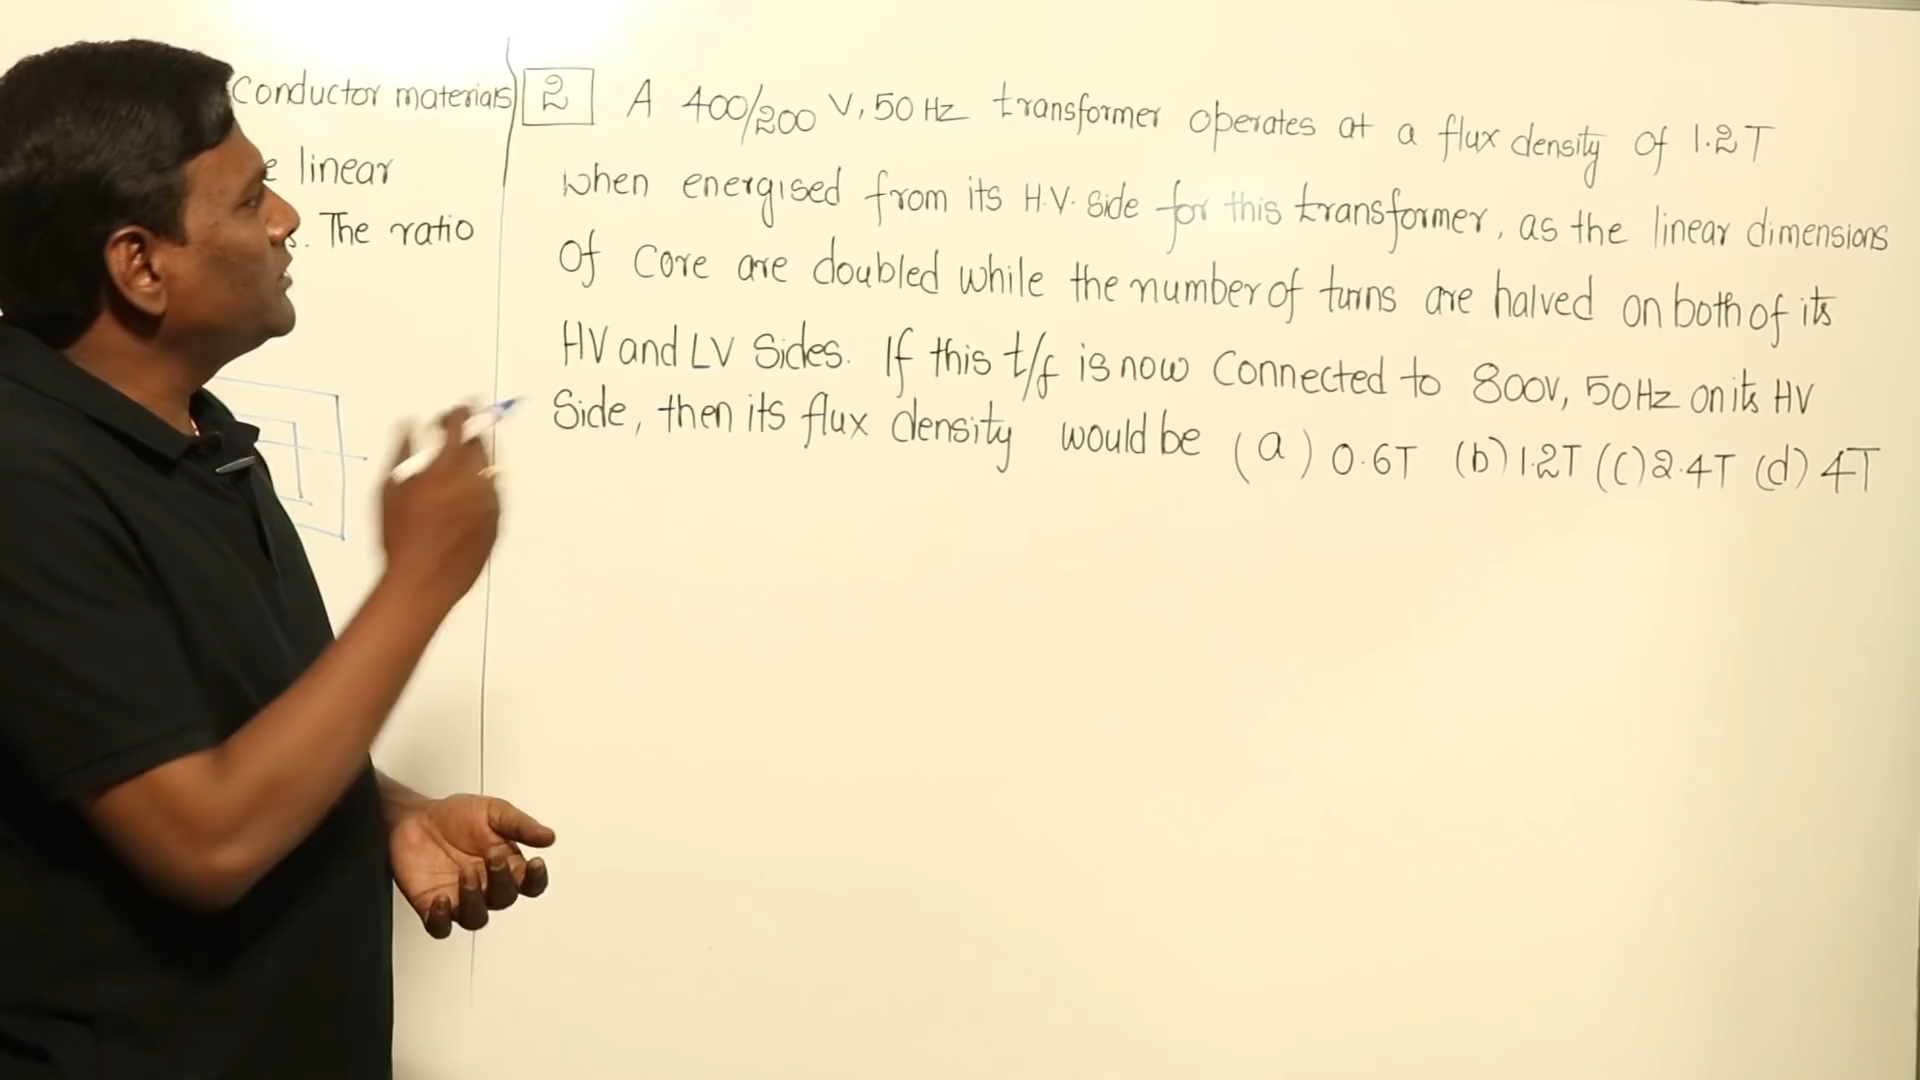 Conductor materials
e linear
s. The ratio
2 A 400/200 V, 50 Hz transformer operates at a flux density of 1.2T
when energised from its H.V. side for this transformer, as the linear dimensions
of core are doubled while the number of turns are halved on both of its
HV and LV Sides. If this t/f is now Connected to 800V, 50Hz on its HV
Side, then its flux density would be (a) 0.6T (b) 1.2T (c) 2.4T (d) 4T